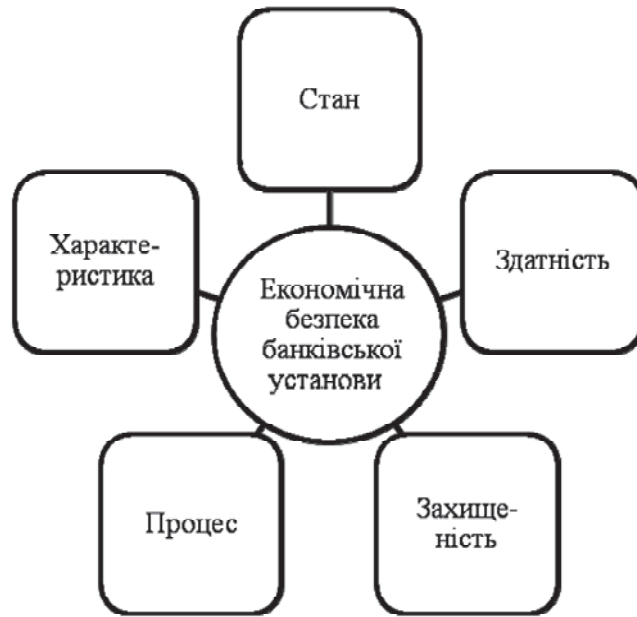 Стан
Характе-
ристика
Здатність
Економічна
безпека
банківської
установи
Процес
Захище-
ність